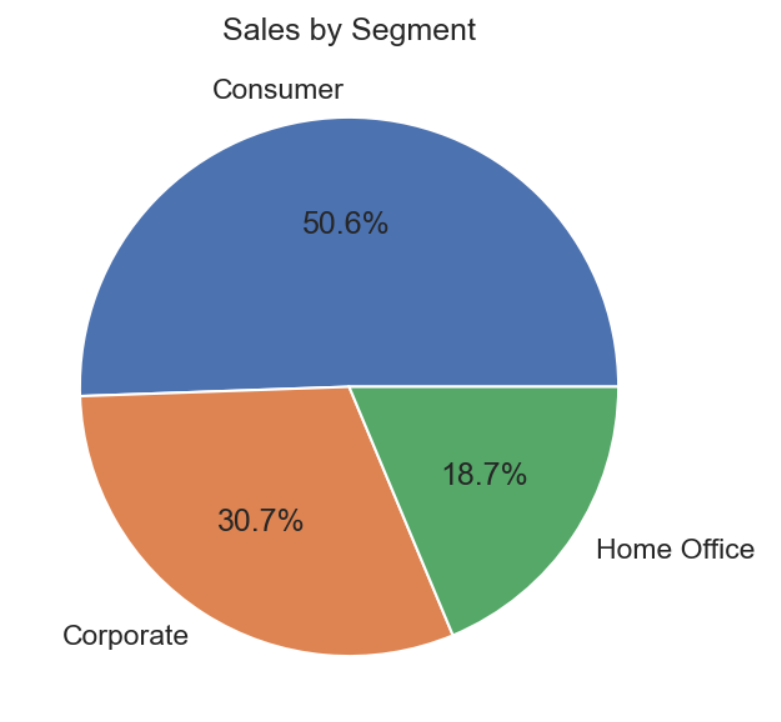 Sales by Segment
Consumer
50.6%
18.7%
30.7%
Home Office
Corporate